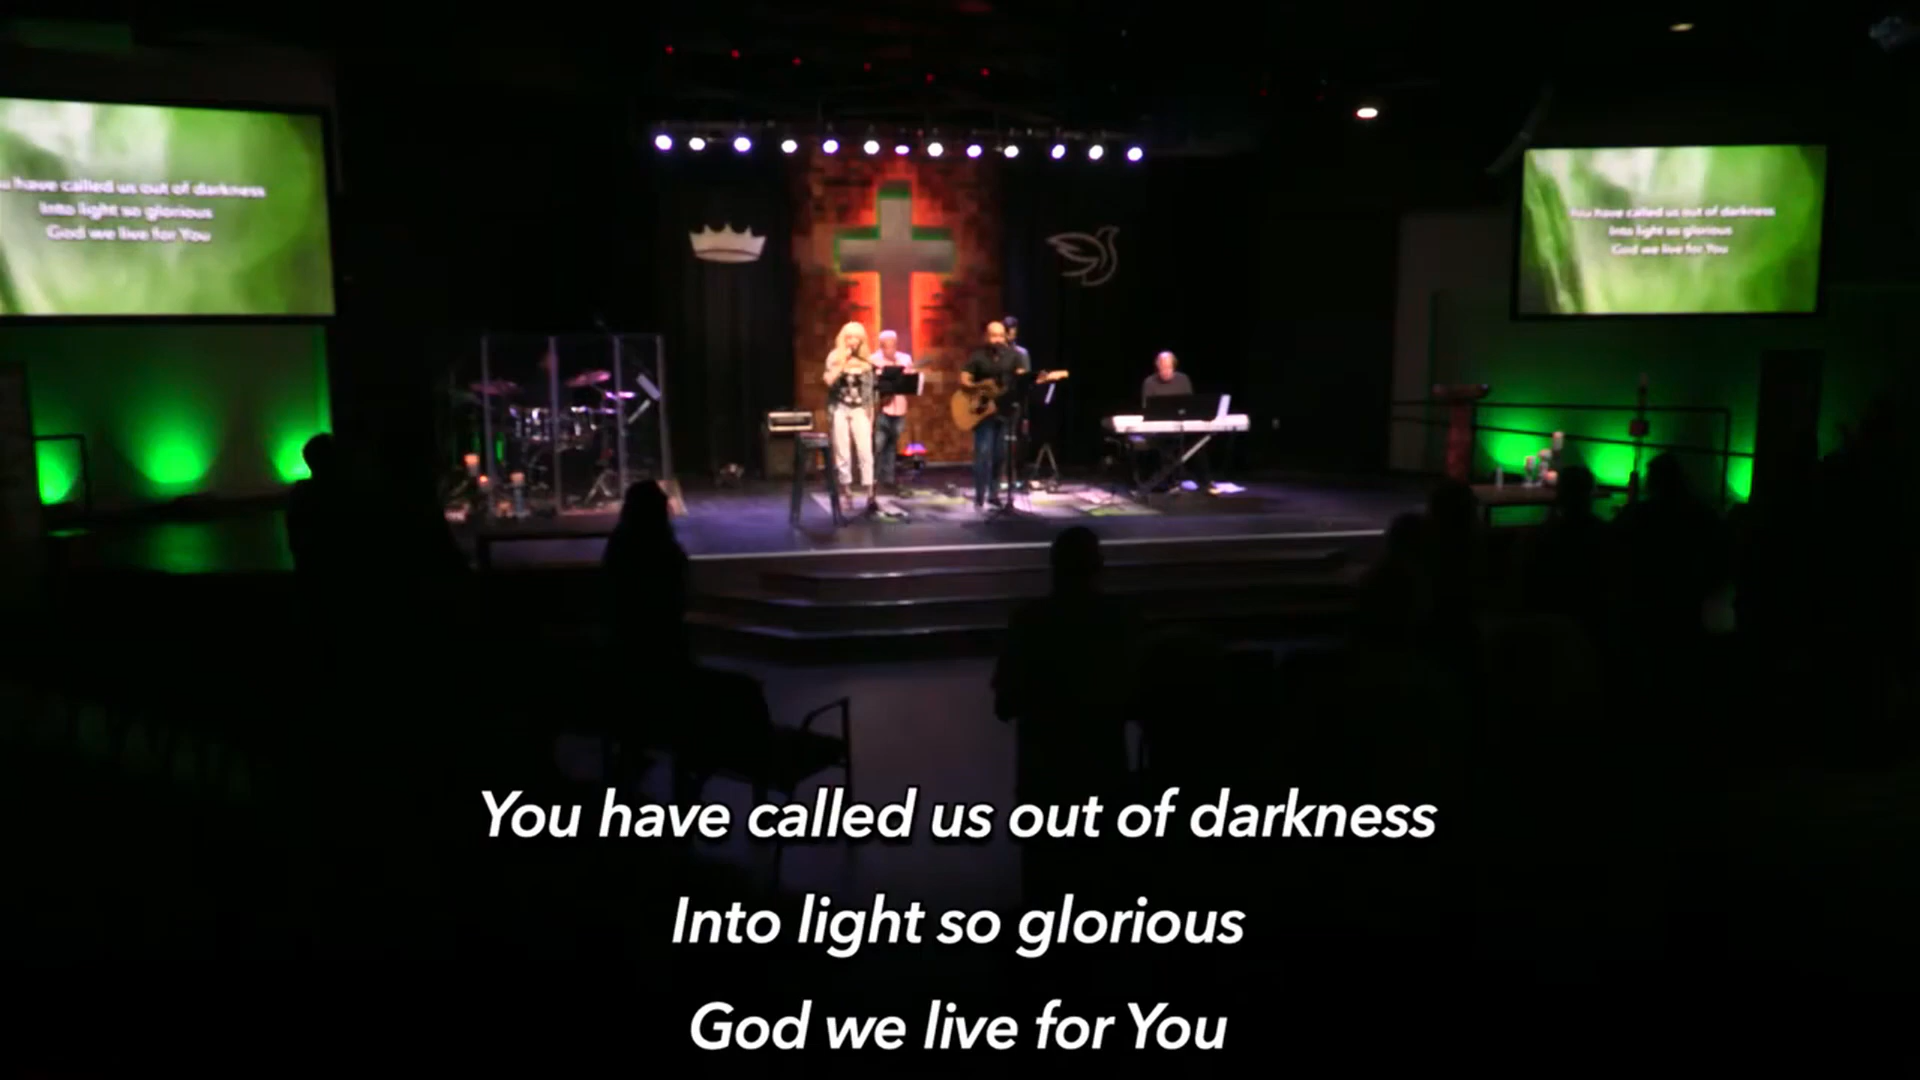 have called us out of darkness
Into light so glorious
God we live for You
You have called us out of darkness
Into light so glorious
God we live for You
You have called us out of darkness
Into light so glorious
God we live for You